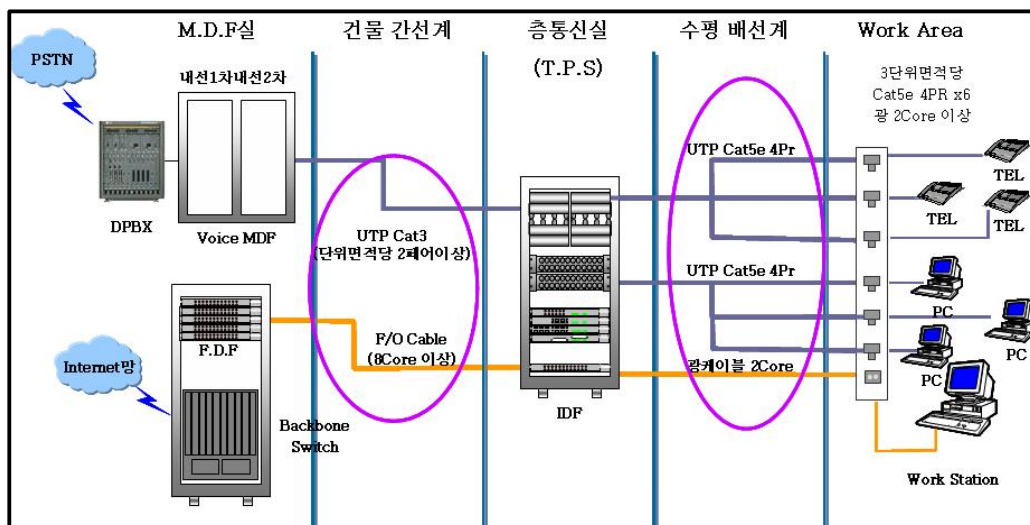 M.D.F실
건물 간선계
층통신실
(T.P.S)
수평 배선계
Work Area
PSTN
내선1차내선2차
3단위면적당
Cat5e 4PR x6
광 2Core 이상
UTP Cat5e 4Pr
TEL
TEL
TEL
DPBX
Voice MDF
UTP Cat3
(단위면적당 2페어이상)
UTP Cat5e 4Pr
PC
PC
PC
F.D.F
F/O Cable
(8Core 이상)
광케이블 2Core
Internet망
IDF
Backbone
Switch
Work Station